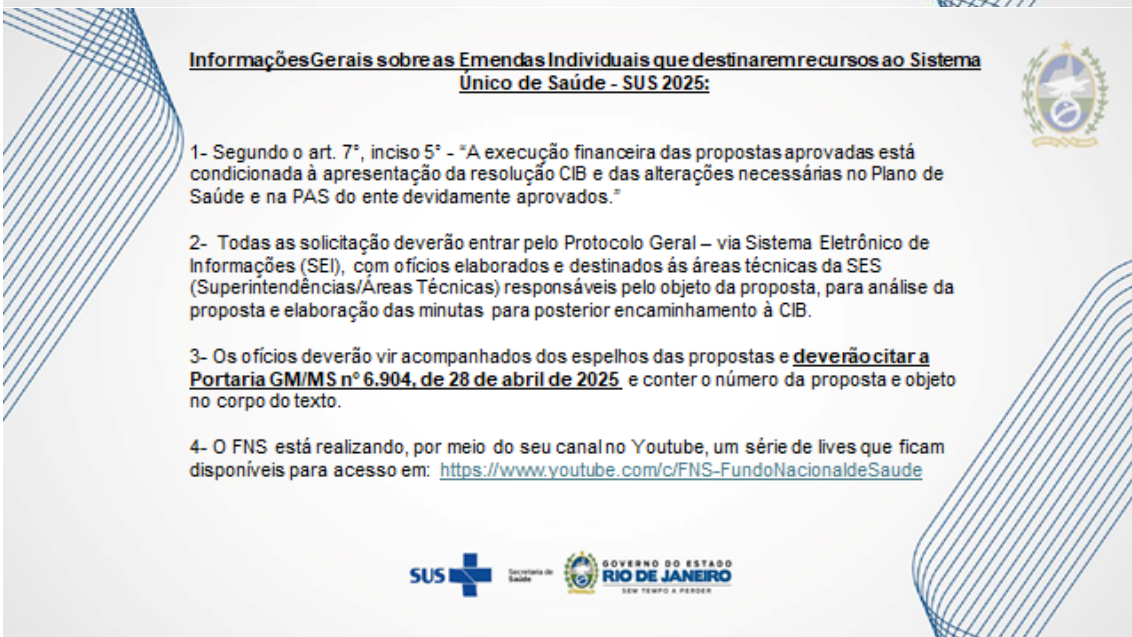 Informações Gerais sobre as Emendas Individuais que destinarem recursos ao Sistema
Único de Saúde - SUS 2025:
1- Segundo o art. 7°, inciso 5° - “A execução financeira das propostas aprovadas está
condicionada à apresentação da resolução CIB e das alterações necessárias no Plano de
Saúde e na PAS do ente devidamente aprovados.”
2- Todas as solicitação deverão entrar pelo Protocolo Geral – via Sistema Eletrônico de
Informações (SEI), com ofícios elaborados e destinados ás áreas técnicas da SES
(Superintendências/Áreas Técnicas) responsáveis pelo objeto da proposta, para análise da
proposta e elaboração das minutas para posterior encaminhamento à CIB.
3- Os ofícios deverão vir acompanhados dos espelhos das propostas e deverão citar a
Portaria GM/MS nº 6.904, de 28 de abril de 2025 e conter o número da proposta e objeto
no corpo do texto.
4- O FNS está realizando, por meio do seu canal no Youtube, um série de lives que ficam
disponíveis para acesso em: https://www.youtube.com/c/FNS-FundoNacionaldeSaude
SUS
Secretaria de
Saúde
GOVERNO DO ESTADO
RIO DE JANEIRO
SEM TEMPO A PERDER